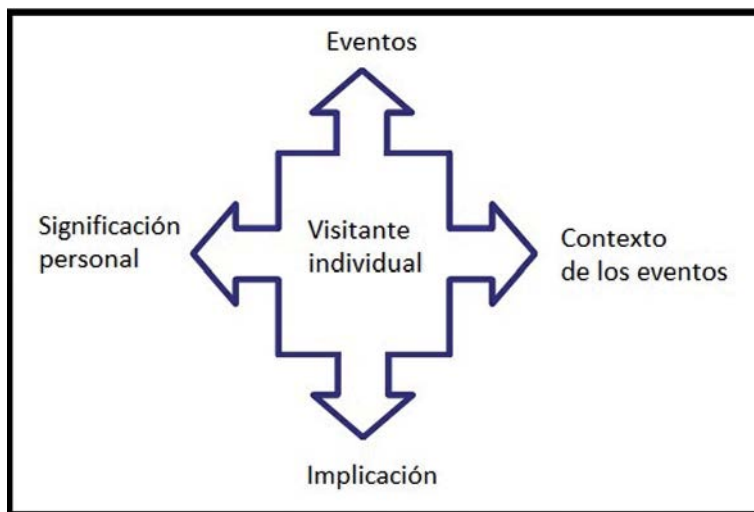 Eventos
Significación
personal
Visitante
individual
Contexto
de los eventos
Implicación